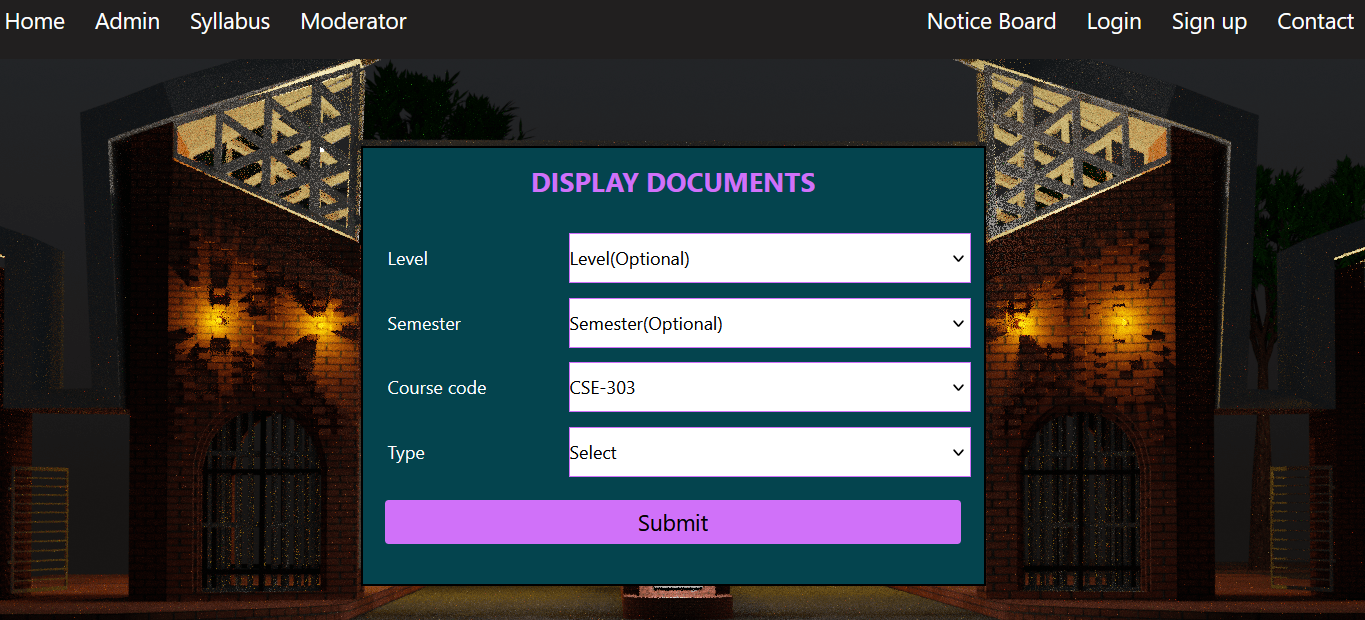 Home Admin Syllabus Moderator Notice Board Login Sign up Contact
DISPLAY DOCUMENTS
Level Level(Optional)
Semester Semester(Optional)
Course code CSE-303
Type Select
Submit